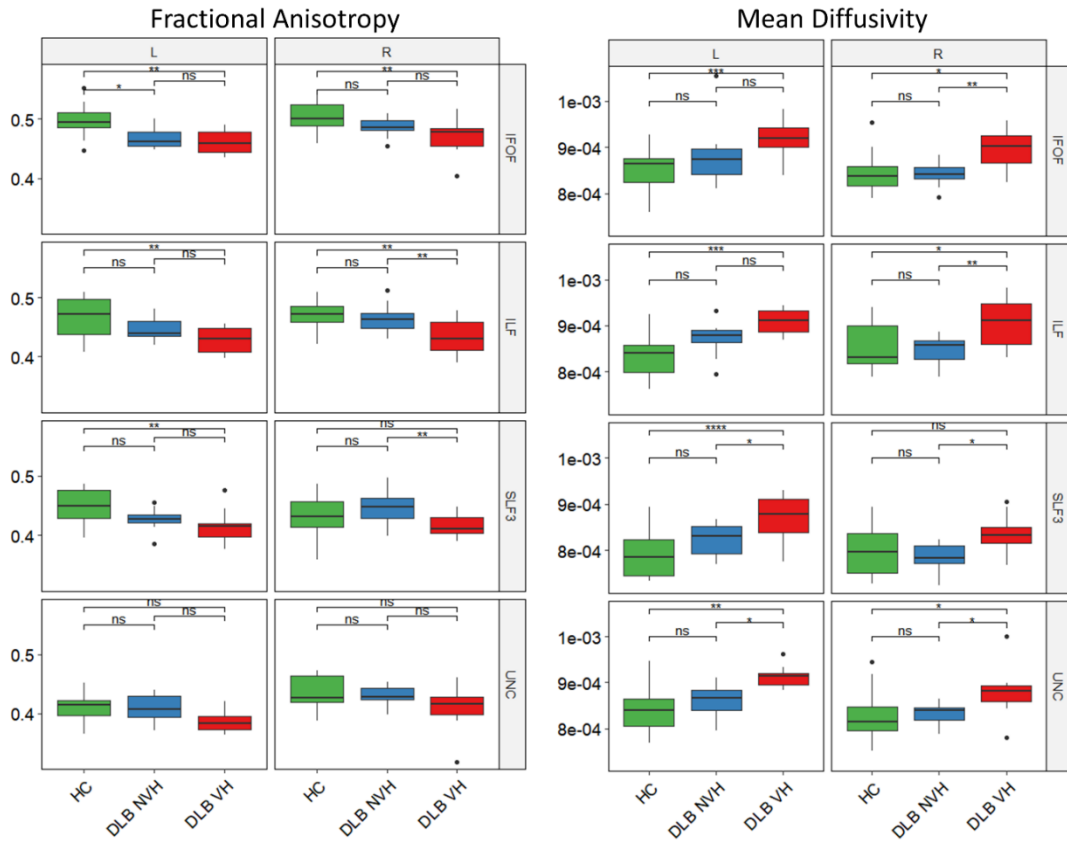 Fractional Anisotropy
L R
** **
* ns ns ns
0.5
0.4
IFOF
** **
ns ns ns **
0.5
0.4
ILF
** ns
ns ns ns **
0.5
0.4
SLF3
ns ns
ns ns ns ns
0.5
0.4
UNC
HC DLB NVH DLB VH HC DLB NVH DLB VH
Mean Diffusivity
L R
*** *
ns ns ns **
1e-03
9e-04
8e-04
IFOF
*** *
ns ns ns **
1e-03
9e-04
8e-04
ILF
**** ns
ns * ns *
1e-03
9e-04
8e-04
SLF3
** *
ns * ns *
1e-03
9e-04
8e-04
UNC
HC DLB NVH DLB VH HC DLB NVH DLB VH